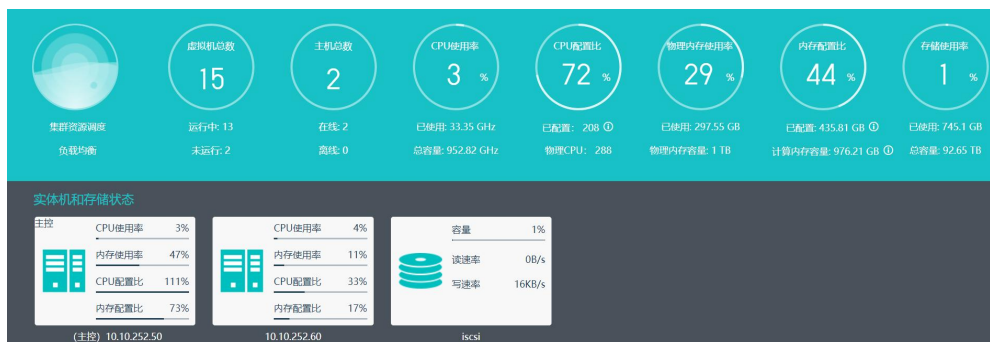 虚拟机总数
15
主机总数
2
CPU使用率
3 %
CPU配置比
72 %
物理内存使用率
29 %
内存配置比
44 %
存储使用率
1 %
集群资源调度
负载均衡
运行中: 13
未运行: 2
在线: 2
离线: 0
已使用: 33.35 GHz
总容量: 952.82 GHz
已配置: 208
物理CPU: 288
已使用: 297.55 GB
物理内存容量: 1 TB
已配置: 435.81 GB
计算内存容量: 976.21 GB
已使用: 745.1 GB
总容量: 92.65 TB
实体机和存储状态
主控
CPU使用率 3%
内存使用率 47%
CPU配置比 111%
内存配置比 73%
(主控) 10.10.252.50
CPU使用率 4%
内存使用率 11%
CPU配置比 33%
内存配置比 17%
10.10.252.60
容量 1%
读速率 0B/s
写速率 16KB/s
iscsi